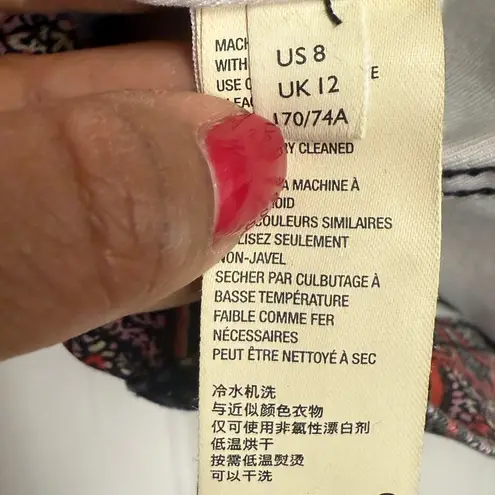 US 8
UK 12
170/74A
MACH
WITH
USE O
E
LEA
RY CLEANED
A MACHINE À
OID
COULEURS SIMILAIRES
LISEZ SEULEMENT
NON-JAVEL
SECHER PAR CULBUTAGE À
BASSE TEMPÉRATURE
FAIBLE COMME FER
NÉCESSAIRES
PEUT ÊTRE NETTOYÉ À SEC
冷水机洗
与近似颜色衣物
仅可使用非氯性漂白剂
低温烘干
按需低温熨烫
可以干洗